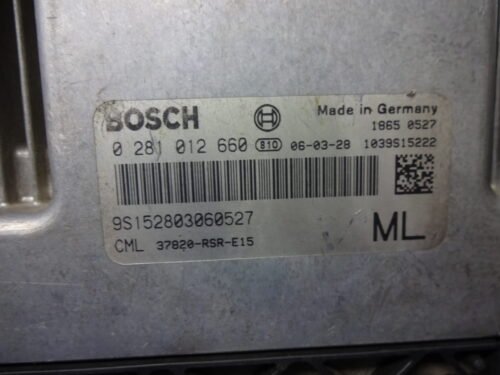 BOSCH Made in Germany
1865 0527
0 281 012 660 810 06-03-28 1039S15222
9S152803060527
CML 37820-RSR-E15 ML